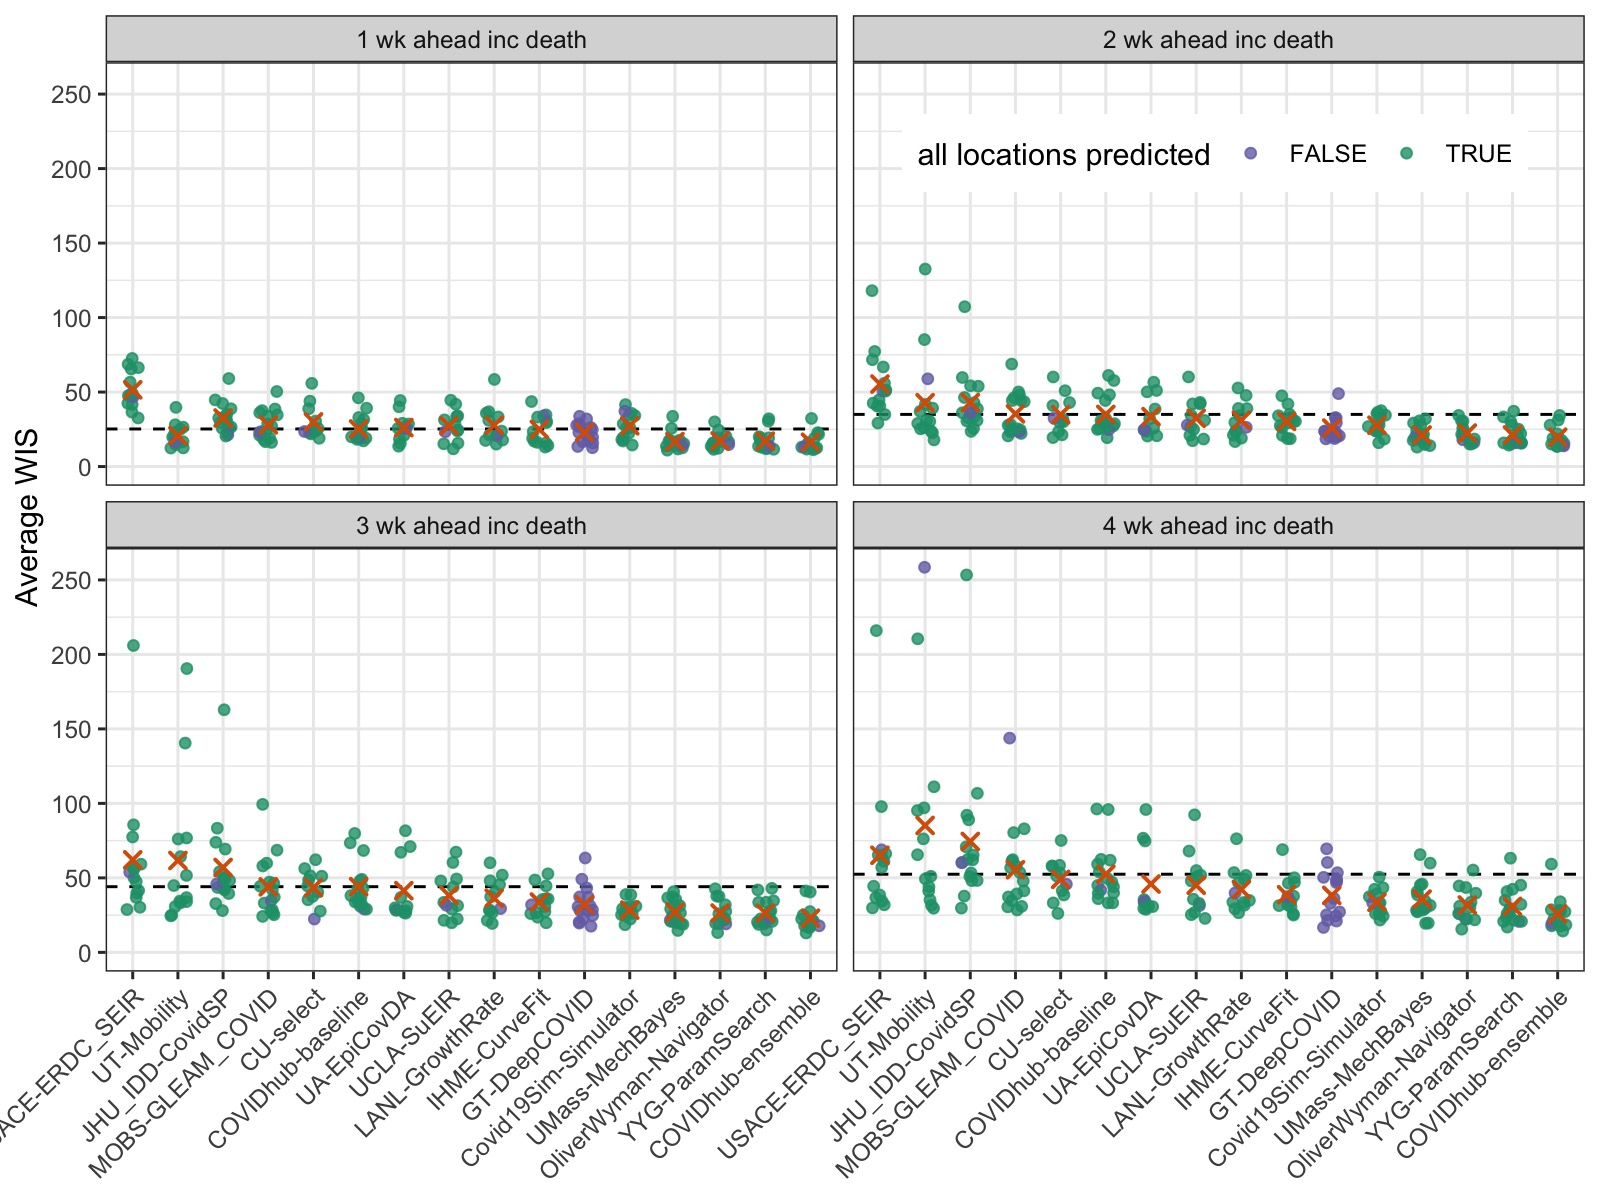 1 wk ahead inc death
2 wk ahead inc death
all locations predicted FALSE TRUE
250
200
150
100
50
0
Average WIS
3 wk ahead inc death
4 wk ahead inc death
250
200
150
100
50
0
ACE-ERDC_SEIR
UT-Mobility
JHU_IDD-CovidSP
MOBS-GLEAM_COVID
CU-select
COVIDhub-baseline
UA-EpiCovDA
UCLA-SuEIR
LANL-GrowthRate
IHME-CurveFit
GT-DeepCOVID
Covid19Sim-Simulator
UMass-MechBayes
OliverWyman-Navigator
YYG-ParamSearch
COVIDhub-ensemble
USACE-ERDC_SEIR
UT-Mobility
JHU_IDD-CovidSP
MOBS-GLEAM_COVID
CU-select
COVIDhub-baseline
UA-EpiCovDA
UCLA-SuEIR
LANL-GrowthRate
IHME-CurveFit
GT-DeepCOVID
Covid19Sim-Simulator
UMass-MechBayes
OliverWyman-Navigator
YYG-ParamSearch
COVIDhub-ensemble